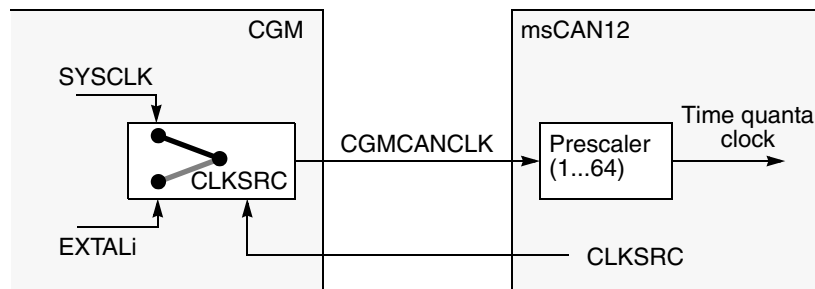 CGM
msCAN12
SYSCLK
CGMCANCLK
Prescaler
(1...64)
Time quanta
clock
CLKSRC
EXTALi
CLKSRC